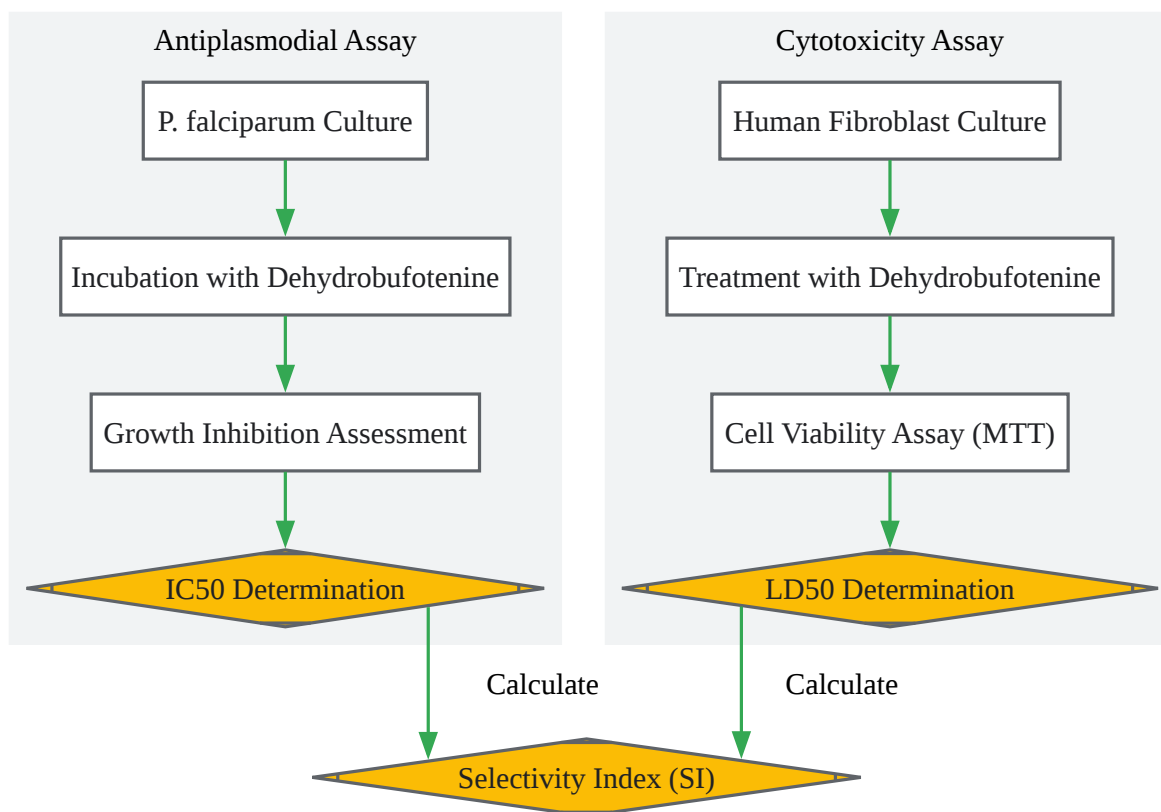 Antiplasmodial Assay
P. falciparum Culture
Incubation with Dehydrobufotenine
Growth Inhibition Assessment
IC50 Determination
Calculate
Cytotoxicity Assay
Human Fibroblast Culture
Treatment with Dehydrobufotenine
Cell Viability Assay (MTT)
LD50 Determination
Calculate
Selectivity Index (SI)